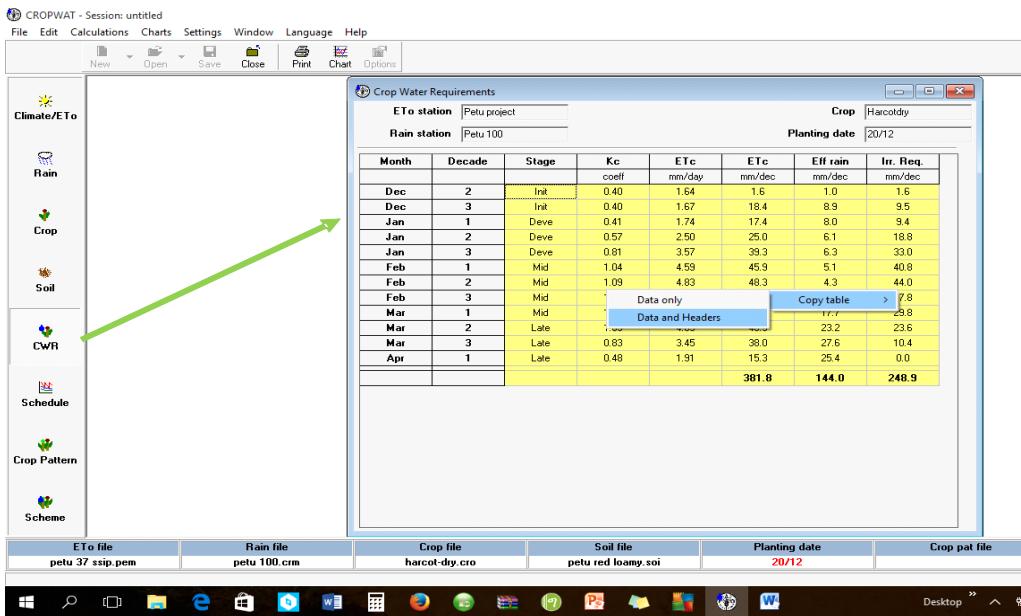 CROPWAT - Session: untitled
File Edit Calculations Charts Settings Window Language Help
New Open Save Close Print Chart Options
Climate/ETo
Rain
Crop
Soil
CWR
Schedule
Crop Pattern
Scheme
Crop Water Requirements
ETo station Petu project Crop Harcotdry
Rain station Petu 100 Planting date 20/12
Month Decade Stage Kc ETc ETc Eff rain Irr. Req.
coeff mm/day mm/dec mm/dec mm/dec
Dec 2 Init 0.40 1.64 1.6 1.0 1.6
Dec 3 Init 0.40 1.67 18.4 8.9 9.5
Jan 1 Deve 0.41 1.74 17.4 8.0 9.4
Jan 2 Deve 0.57 2.50 25.0 6.1 18.8
Jan 3 Deve 0.81 3.57 39.3 6.3 33.0
Feb 1 Mid 1.04 4.59 45.9 5.1 40.8
Feb 2 Mid 1.09 4.83 48.3 4.3 44.0
Feb 3 Mid Data only Copy table > 7.8
Mar 1 Mid Data and Headers 17.7 29.8
Mar 2 Late 23.2 23.6
Mar 3 Late 0.83 3.45 38.0 27.6 10.4
Apr 1 Late 0.48 1.91 15.3 25.4 0.0
381.8 144.0 248.9
ETo file Rain file Crop file Soil file Planting date Crop pat file
petu 37 ssip.pem petu 100.crm harcot-dry.cro petu red loamy.soi 20/12
Desktop